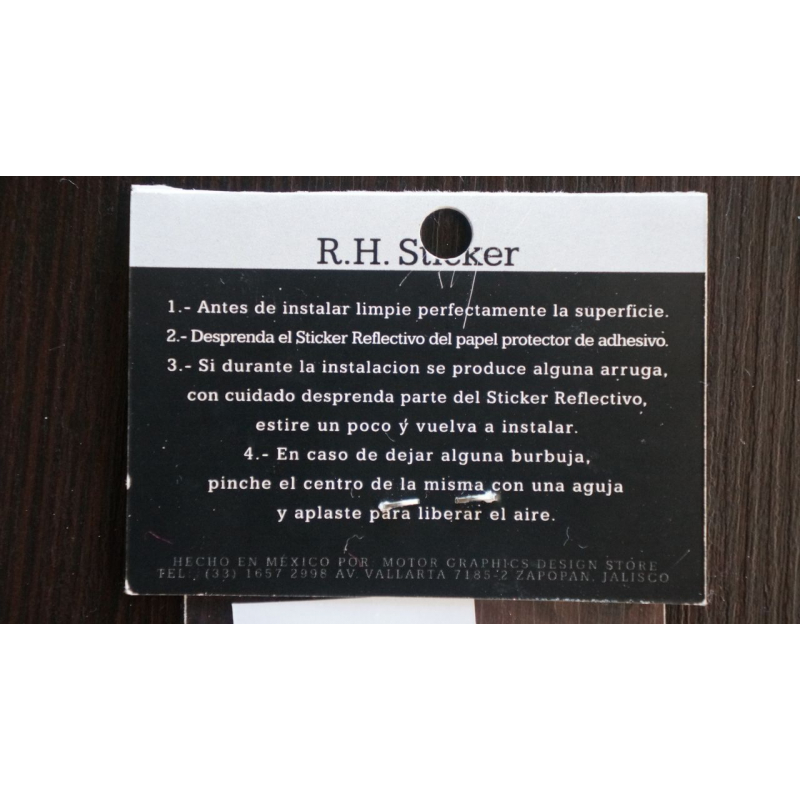 R.H. Sticker
1.- Antes de instalar limpie perfectamente la superficie.
2.- Desprenda el Sticker Reflectivo del papel protector de adhesivo.
3.- Si durante la instalacion se produce alguna arruga,
con cuidado desprenda parte del Sticker Reflectivo,
estire un poco ý vuelva a instalar.
4.- En caso de dejar alguna burbuja,
pinche el centro de la misma con una aguja
y aplaste para liberar el aire.
HECHO EN MÉXICO POR MOTOR GRAPHICS DESIGN STORE
TEL: (33) 1657 2998 AV. VALLARTA 7185-2 ZAPOPAN, JALISCO